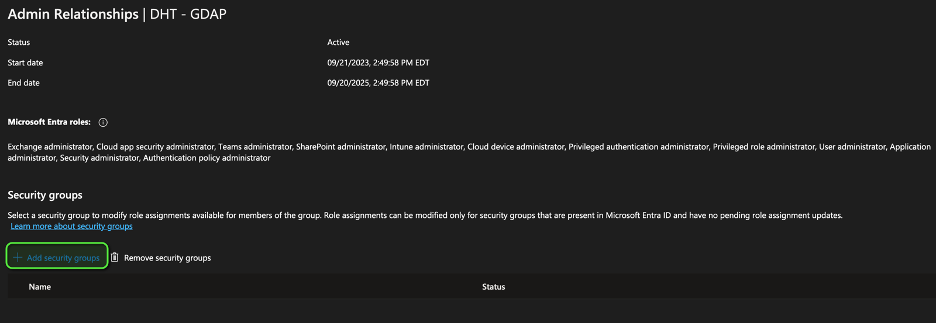 Admin Relationships | DHT - GDAP
Status Active
Start date 09/21/2023, 2:49:58 PM EDT
End date 09/20/2025, 2:49:58 PM EDT
Microsoft Entra roles:
Exchange administrator, Cloud app security administrator, Teams administrator, SharePoint administrator, Intune administrator, Cloud device administrator, Privileged authentication administrator, Privileged role administrator, User administrator, Application
administrator, Security administrator, Authentication policy administrator
Security groups
Select a security group to modify role assignments available for members of the group. Role assignments can be modified only for security groups that are present in Microsoft Entra ID and have no pending role assignment updates.
Learn more about security groups
Add security groups Remove security groups
Name Status